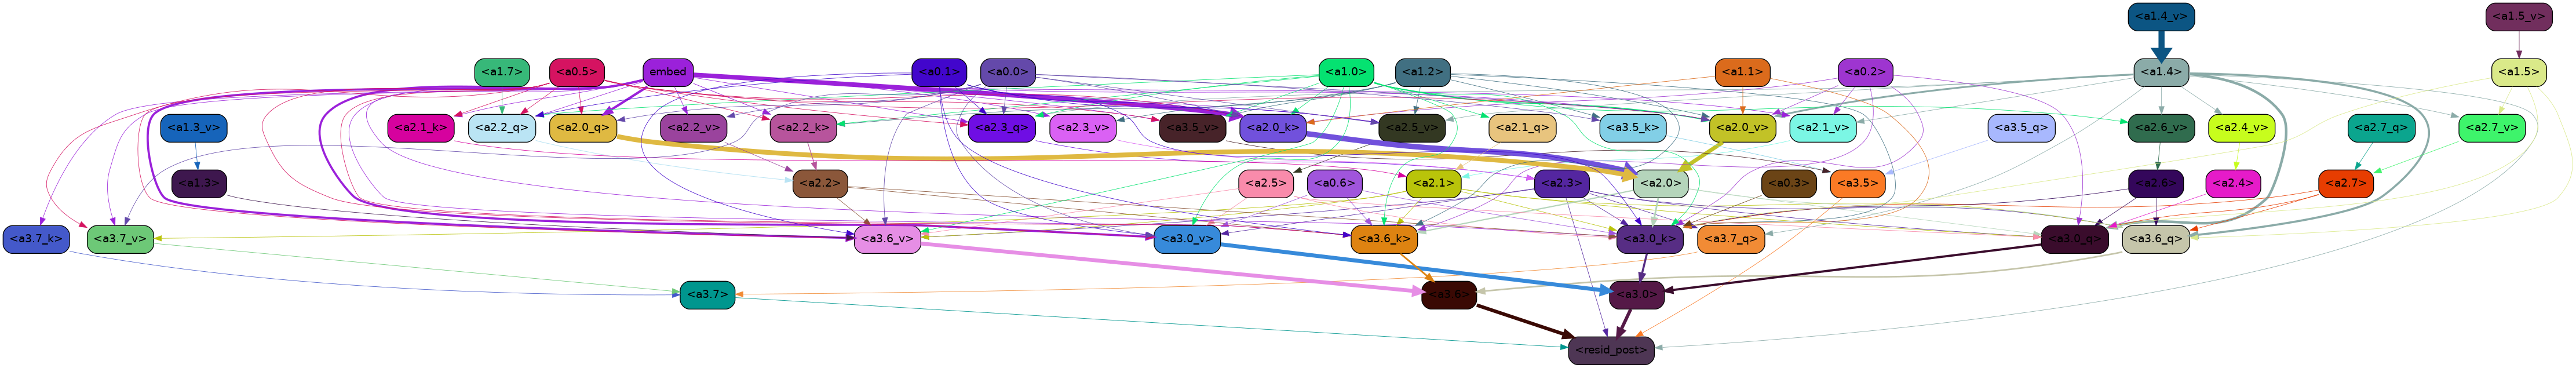 <a1.4_v> <a1.5_v>
<a1.7> <a0.5> embed <a0.1> <a0.0> <a1.0> <a1.2> <a1.1> <a0.2> <a1.4> <a1.5>
<a1.3_v> <a2.1_k> <a2.2_q> <a2.0_q> <a2.2_v> <a2.2_k> <a2.3_q> <a2.3_v> <a3.5_v> <a2.0_k> <a2.5_v> <a2.1_q> <a3.5_k> <a2.0_v> <a2.1_v> <a3.5_q> <a2.6_v> <a2.4_v> <a2.7_q> <a2.7_v>
<a1.3> <a2.2> <a2.5> <a0.6> <a2.1> <a2.3> <a2.0> <a0.3> <a3.5> <a2.6> <a2.4> <a2.7>
<a3.7_k> <a3.7_v> <a3.6_v> <a3.0_v> <a3.6_k> <a3.0_k> <a3.7_q> <a3.0_q> <a3.6_q>
<a3.7> <a3.6> <a3.0>
<resid_post>